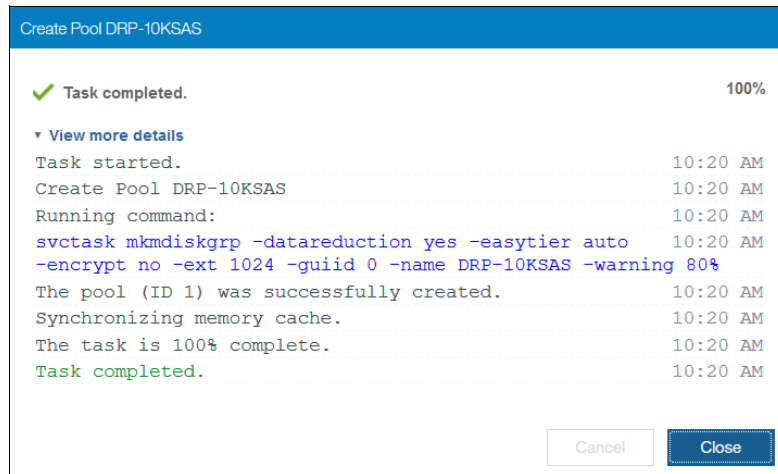 Create Pool DRP-10KSAS
Task completed. 100%
View more details
Task started. 10:20 AM
Create Pool DRP-10KSAS 10:20 AM
Running command: 10:20 AM
svctask mkmdiskgrp -datareduction yes -easytier auto 10:20 AM
-encrypt no -ext 1024 -guiid 0 -name DRP-10KSAS -warning 80%
The pool (ID 1) was successfully created. 10:20 AM
Synchronizing memory cache. 10:20 AM
The task is 100% complete. 10:20 AM
Task completed. 10:20 AM
Cancel Close